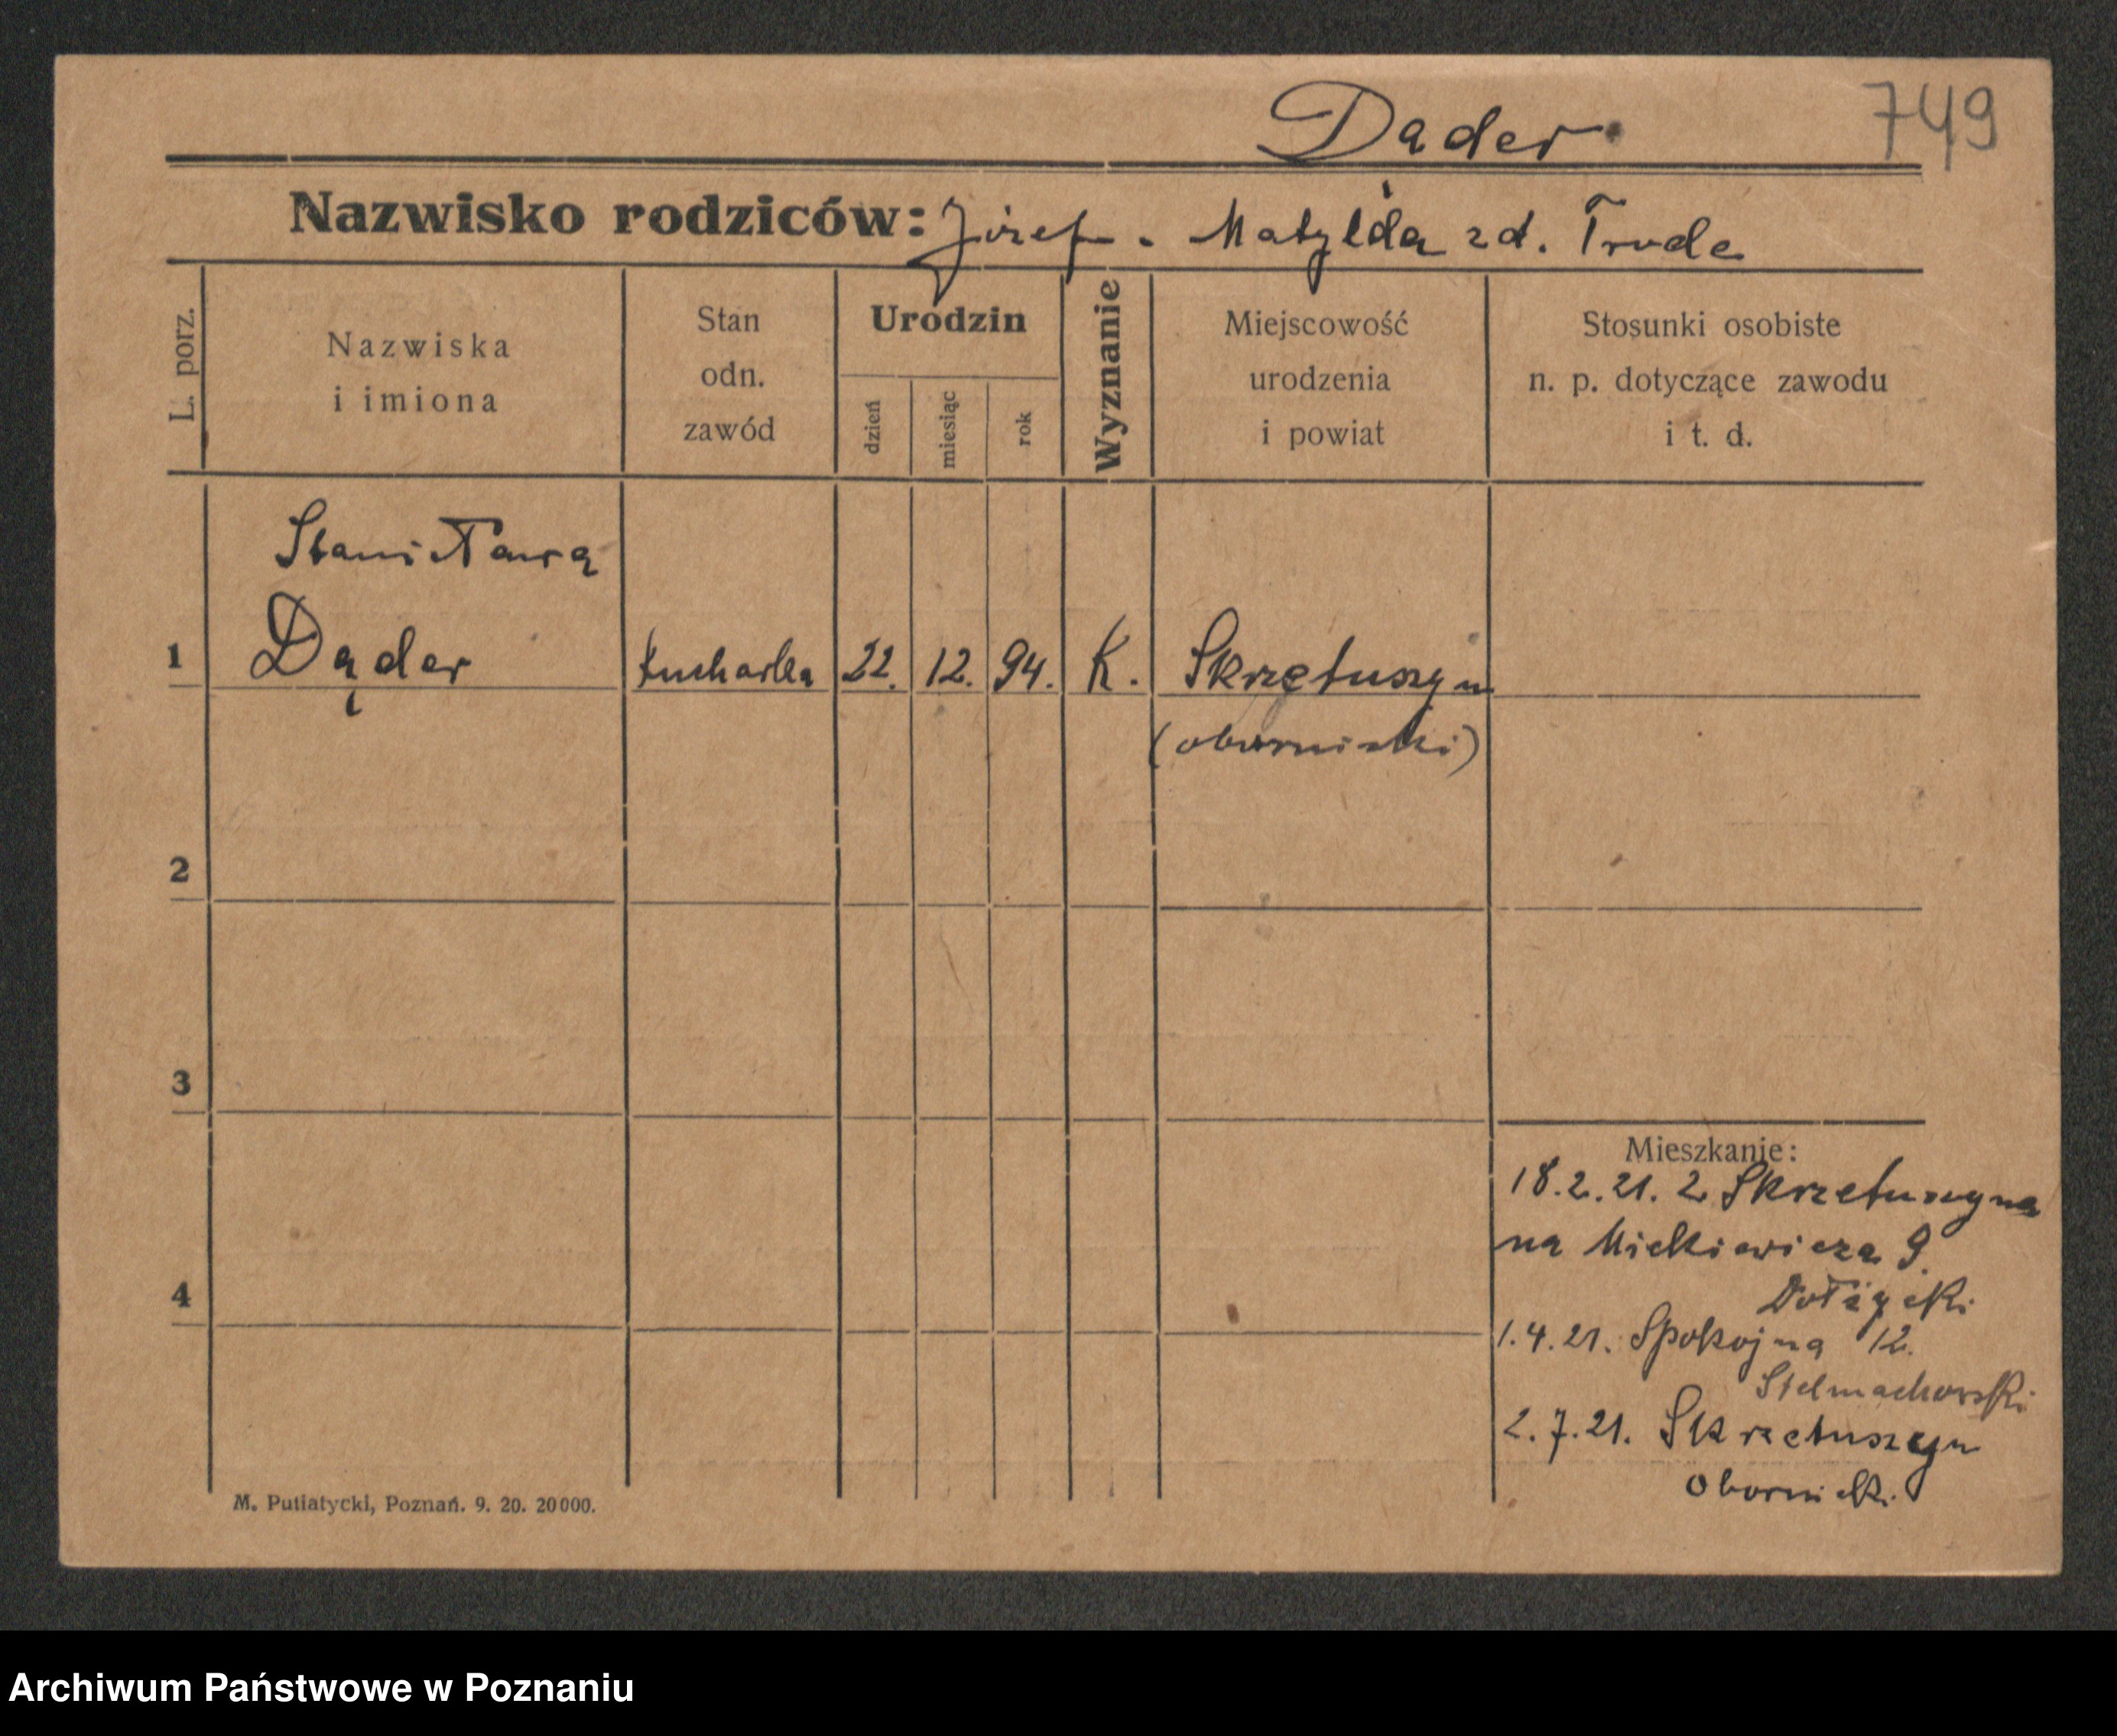 Dader
749
Nazwisko rodziców: Józef. Matylda zd. Trude
L. porz.
Nazwiska
i imiona
Stan
odn.
zawód
Urodzin
dzień
miesiąc
rok
Wyznanie
Miejscowość
urodzenia
i powiat
Stosunki osobiste
n. p. dotyczące zawodu
i t. d.
Stanisława
1 Dąder kucharka 22. 12. 94. K. Skrzętuszyn
(obornicki)
2
3
4
Mieszkanie:
18.2.21. z Skrzetuszyna
na Mickiewicza 9.
Dołżycki
1.4.21. Spokojna 12.
Stelmachowski
2.7.21. Skrzetuszyn
obornicki.
M. Putiatycki, Poznań. 9. 20. 20000.
Archiwum Państwowe w Poznaniu